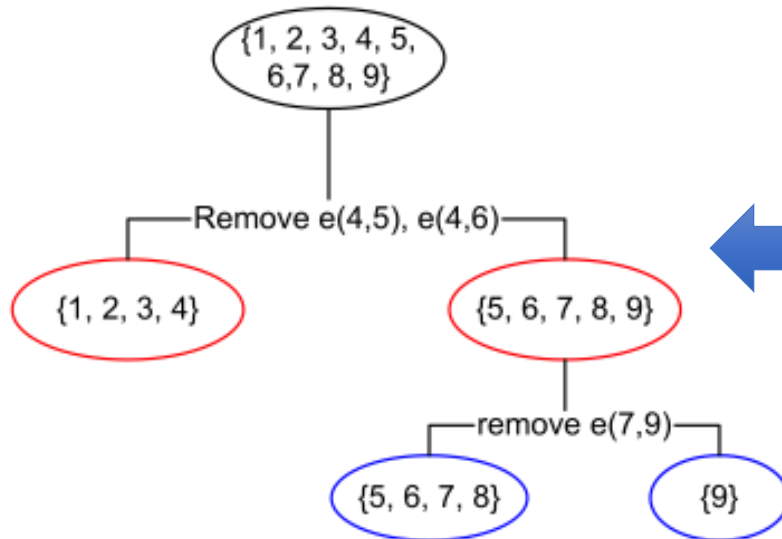 {1, 2, 3, 4, 5,
6,7, 8, 9}
Remove e(4,5), e(4,6)
{1, 2, 3, 4}
{5, 6, 7, 8, 9}
remove e(7,9)
{5, 6, 7, 8}
{9}